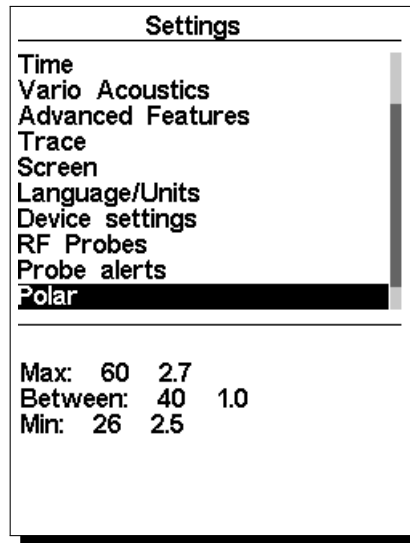 Settings
Time
Vario Acoustics
Advanced Features
Trace
Screen
Language/Units
Device settings
RF Probes
Probe alerts
Polar
Max: 60 2.7
Between: 40 1.0
Min: 26 2.5